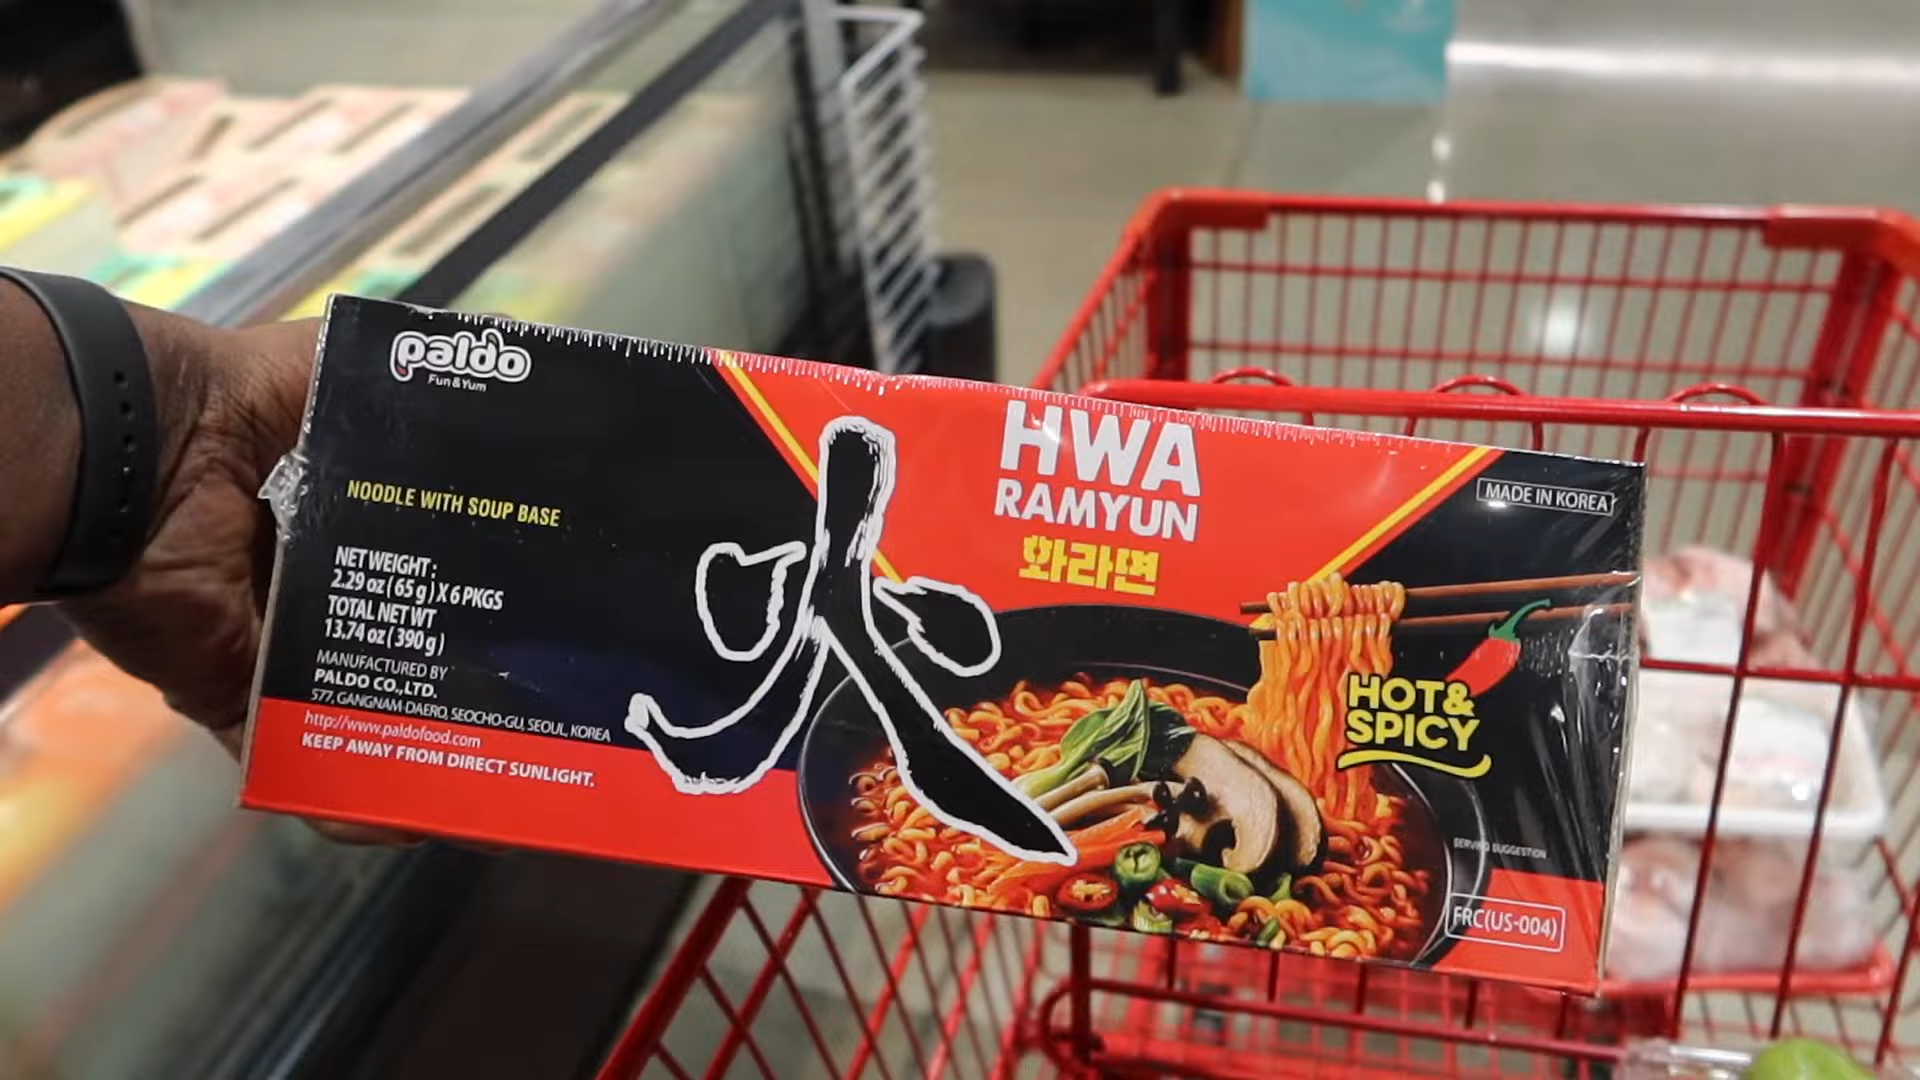 paldo
Fun & Yum
NOODLE WITH SOUP BASE
NET WEIGHT :
2.29 oz ( 65 g ) X 6 PKGS
TOTAL NET WT
13.74 oz ( 390 g )
MANUFACTURED BY
PALDO CO.,LTD.
577, GANGNAM-DAERO, SEOCHO-GU, SEOUL, KOREA
http://www.paldofood.com
KEEP AWAY FROM DIRECT SUNLIGHT.
火
HWA
RAMYUN
화라면
MADE IN KOREA
HOT&
SPICY
SERVING SUGGESTION
FRC(US-004)